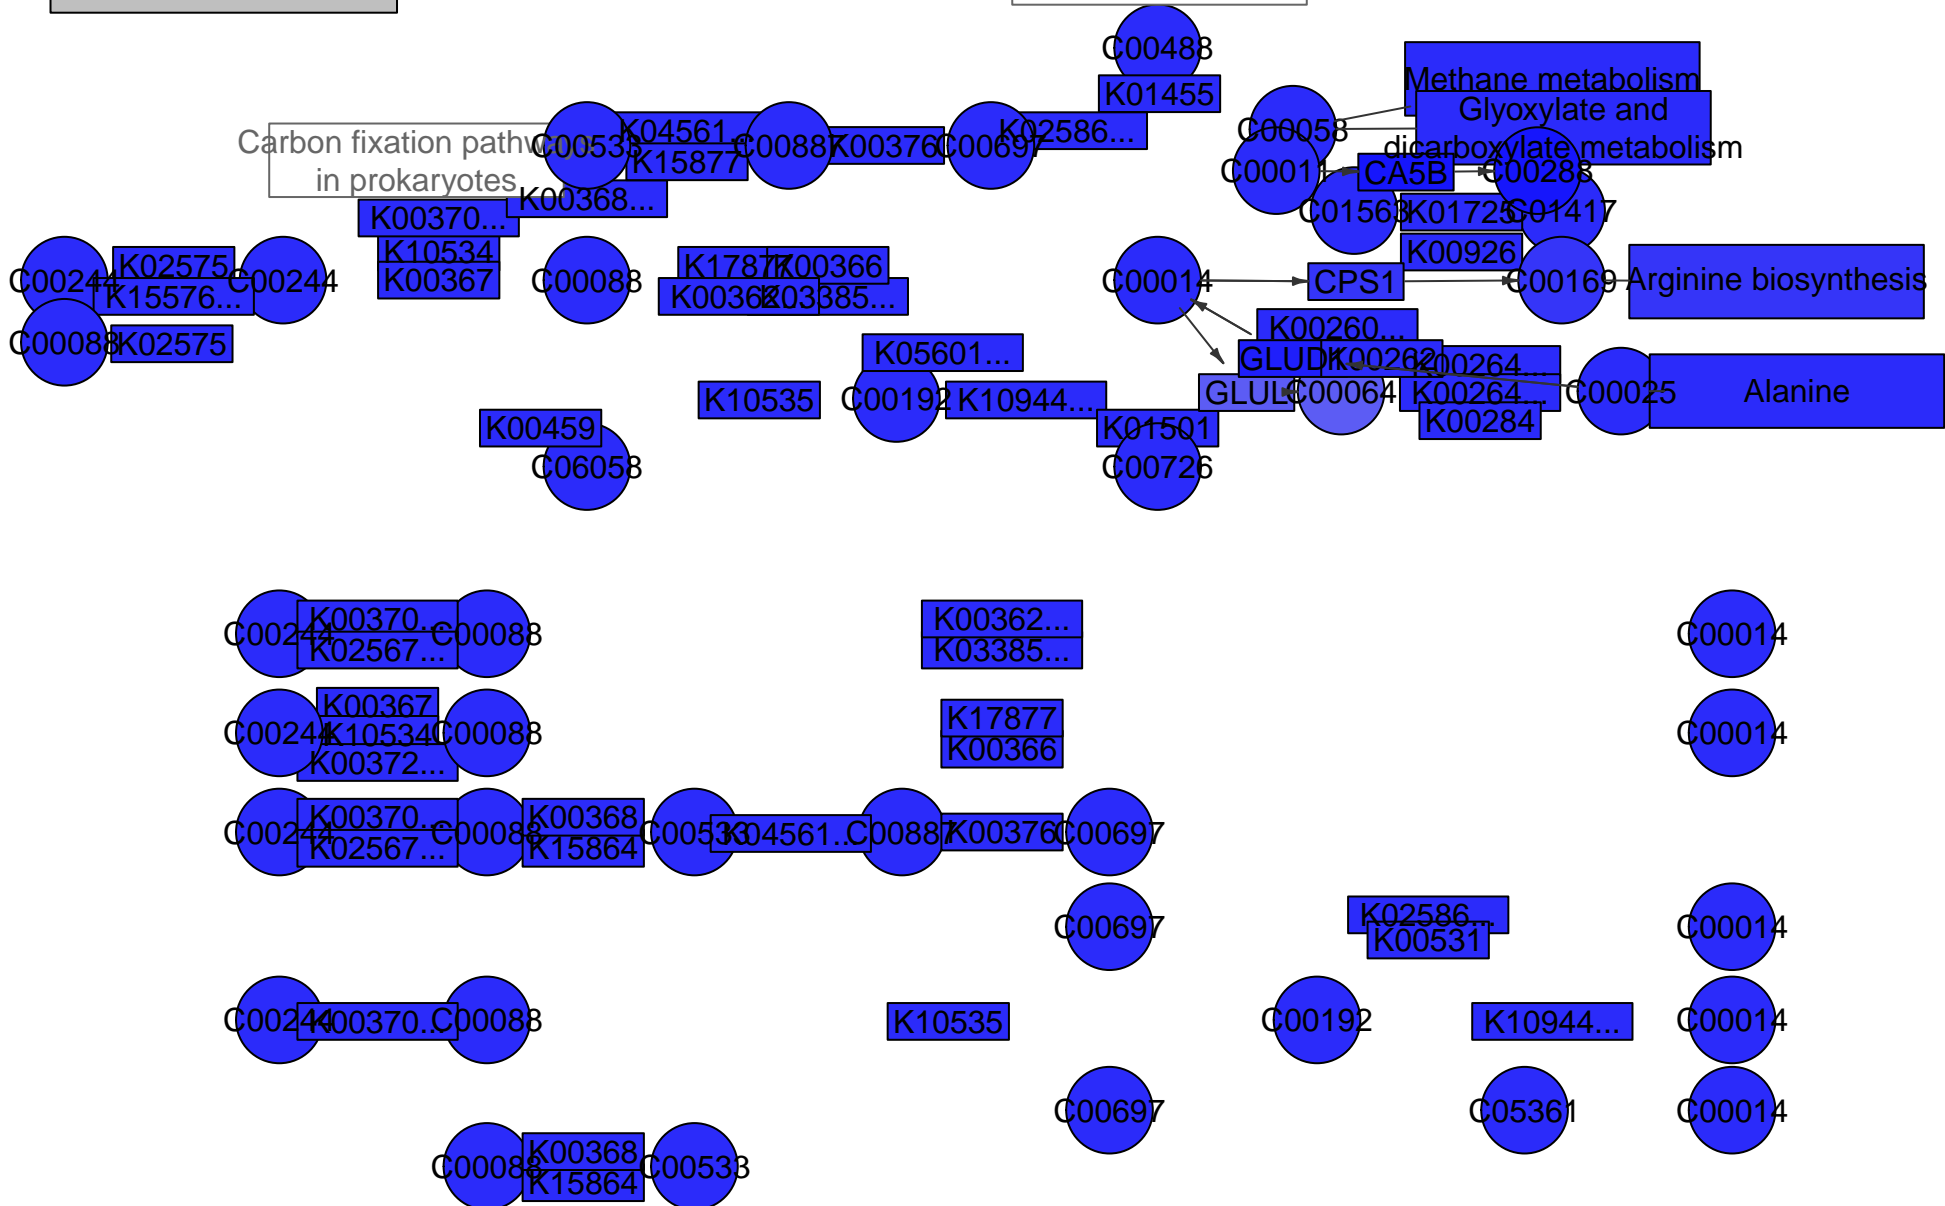 C00488
K01455
Methane metabolism
Glyoxylate and
dicarboxylate metabolism
C00058
Carbon fixation pathways
in prokaryotes
C00533
K04561...
K15877
C00887
K00376
C00697
K02586...
C00011
CA5B
C00288
K00368...
K00370...
C01563
K01725
C01417
K10534
K00367
K00926
C00244
K02575
K15576...
C00244
C00088
K17877
K00366
K00362...
K03385...
C00014
CPS1
C00169
Arginine biosynthesis
C00088
K02575
K00260...
K05601...
GLUD1
K00262
K00264...
K10535
C00192
K10944...
GLUL
C00064
K00264...
C00025
Alanine
K00284
K00459
K01501
C06058
C00726
C00244
K00370...
K02567...
C00088
K00362...
K03385...
C00014
C00244
K00367
K10534
K00372...
C00088
K17877
K00366
C00014
C00244
K00370...
K02567...
C00088
K00368
K15864
C00533
K04561...
C00887
K00376
C00697
C00697
K02586...
K00531
C00014
C00244
K00370...
C00088
K10535
C00192
K10944...
C00014
C00697
C05361
C00014
C00088
K00368
K15864
C00533